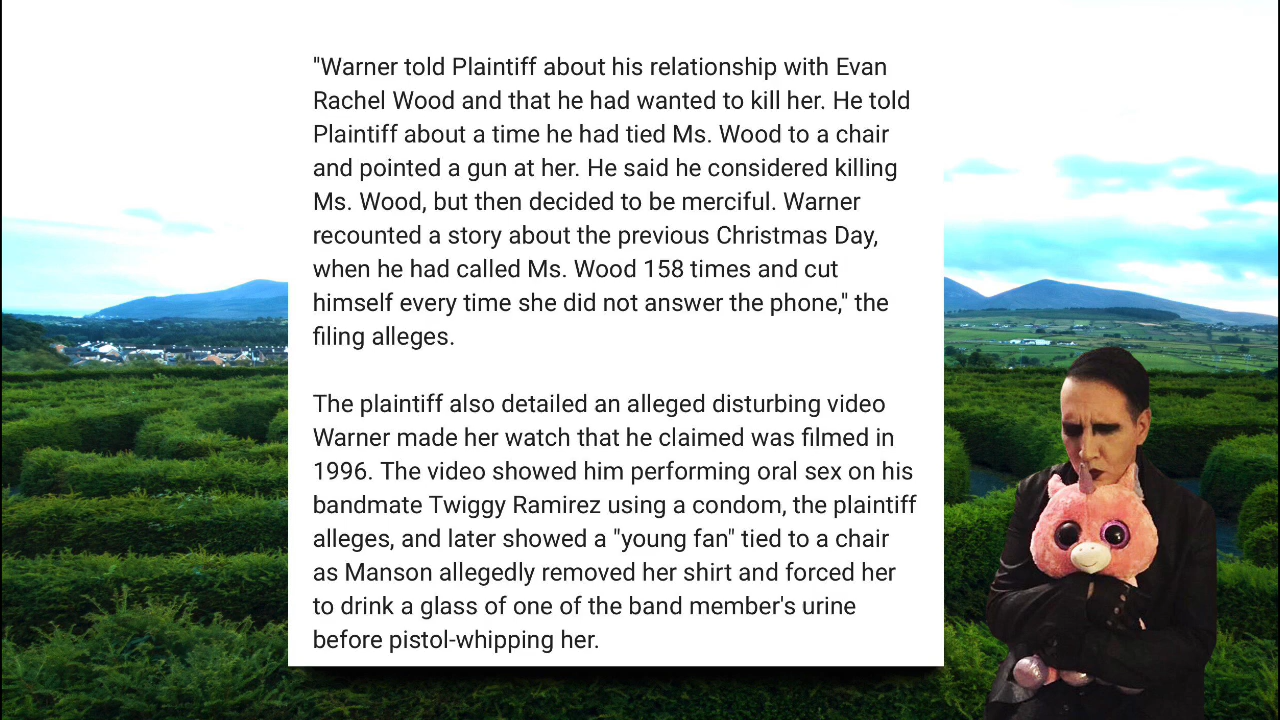 "Warner told Plaintiff about his relationship with Evan
Rachel Wood and that he had wanted to kill her. He told
Plaintiff about a time he had tied Ms. Wood to a chair
and pointed a gun at her. He said he considered killing
Ms. Wood, but then decided to be merciful. Warner
recounted a story about the previous Christmas Day,
when he had called Ms. Wood 158 times and cut
himself every time she did not answer the phone," the
filing alleges.
The plaintiff also detailed an alleged disturbing video
Warner made her watch that he claimed was filmed in
1996. The video showed him performing oral sex on his
bandmate Twiggy Ramirez using a condom, the plaintiff
alleges, and later showed a "young fan" tied to a chair
as Manson allegedly removed her shirt and forced her
to drink a glass of one of the band member's urine
before pistol-whipping her.